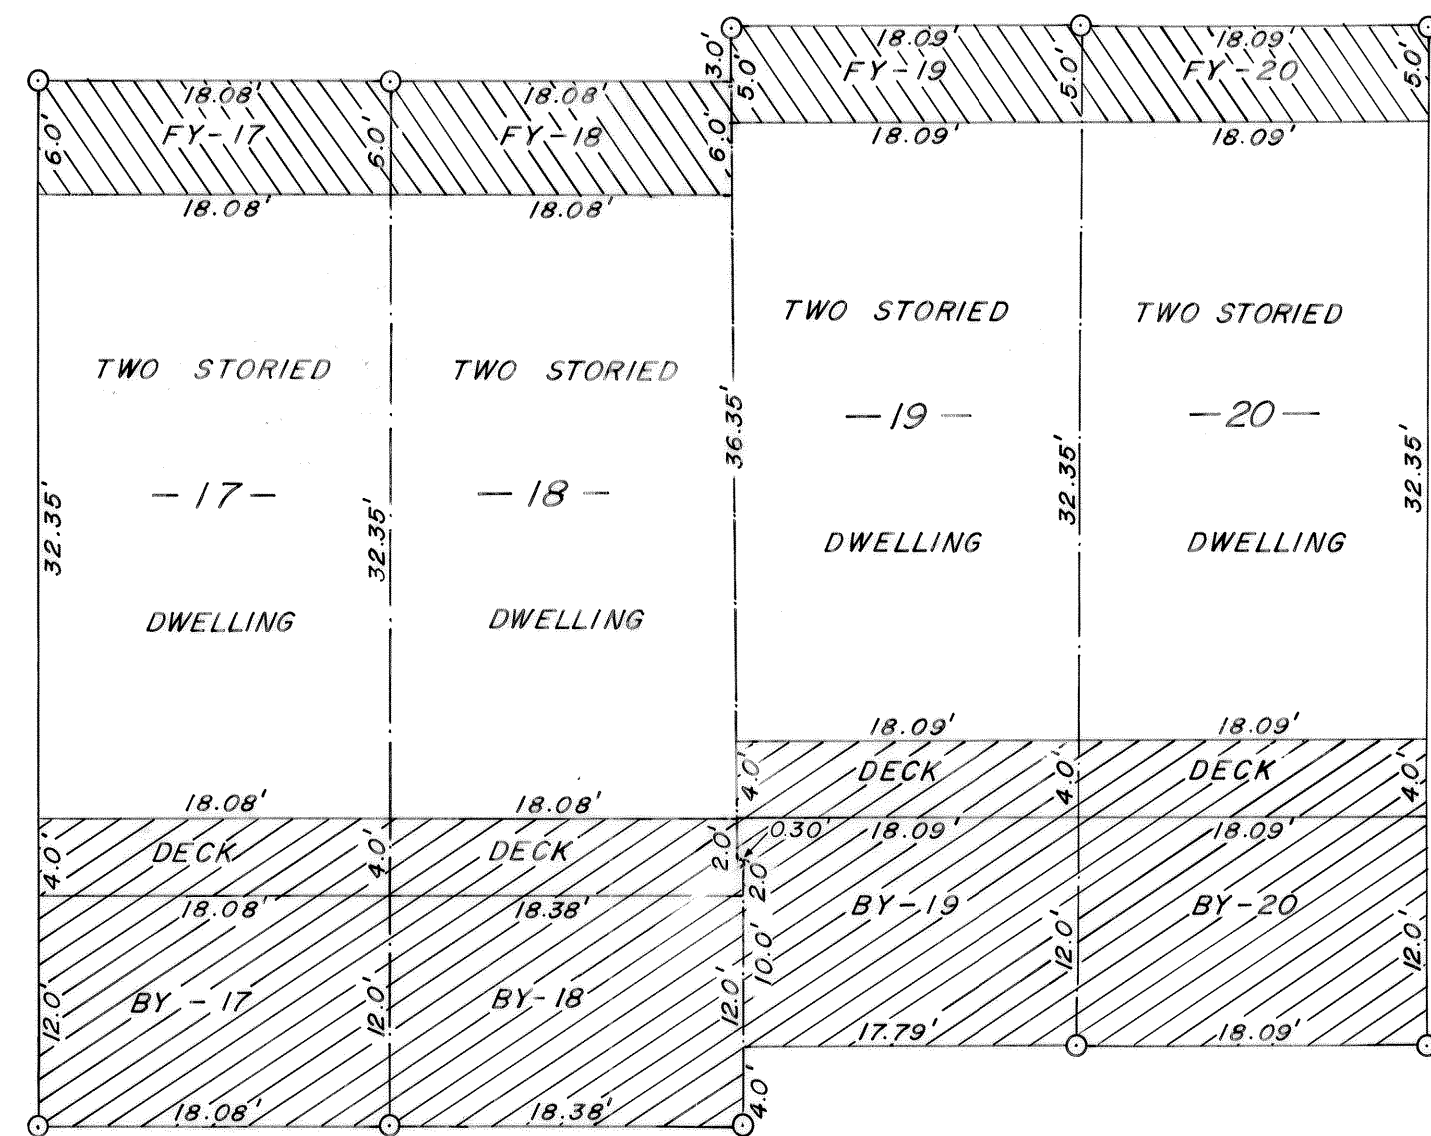 18.09'
18.09'
3.0'
5.0'
FY-19
5.0'
FY-20
5.0'
18.08'
18.08'
6.0'
FY-17
6.0'
FY-18
6.0'
18.09'
18.09'
18.08'
18.08'
TWO STORIED
TWO STORIED
TWO STORIED
TWO STORIED
36.35'
-19-
-20-
32.35'
-17-
32.35'
-18-
32.35'
32.35'
DWELLING
DWELLING
DWELLING
DWELLING
18.09'
18.09'
4.0'
DECK
4.0'
DECK
4.0'
18.08'
18.08'
0.30'
18.09'
18.09'
4.0'
DECK
4.0'
DECK
2.0'
2.0'
18.08'
18.38'
BY-19
BY-20
10.0'
12.0'
12.0'
12.0'
BY - 17
12.0'
BY-18
12.0'
17.79'
18.09'
18.08'
18.38'
4.0'